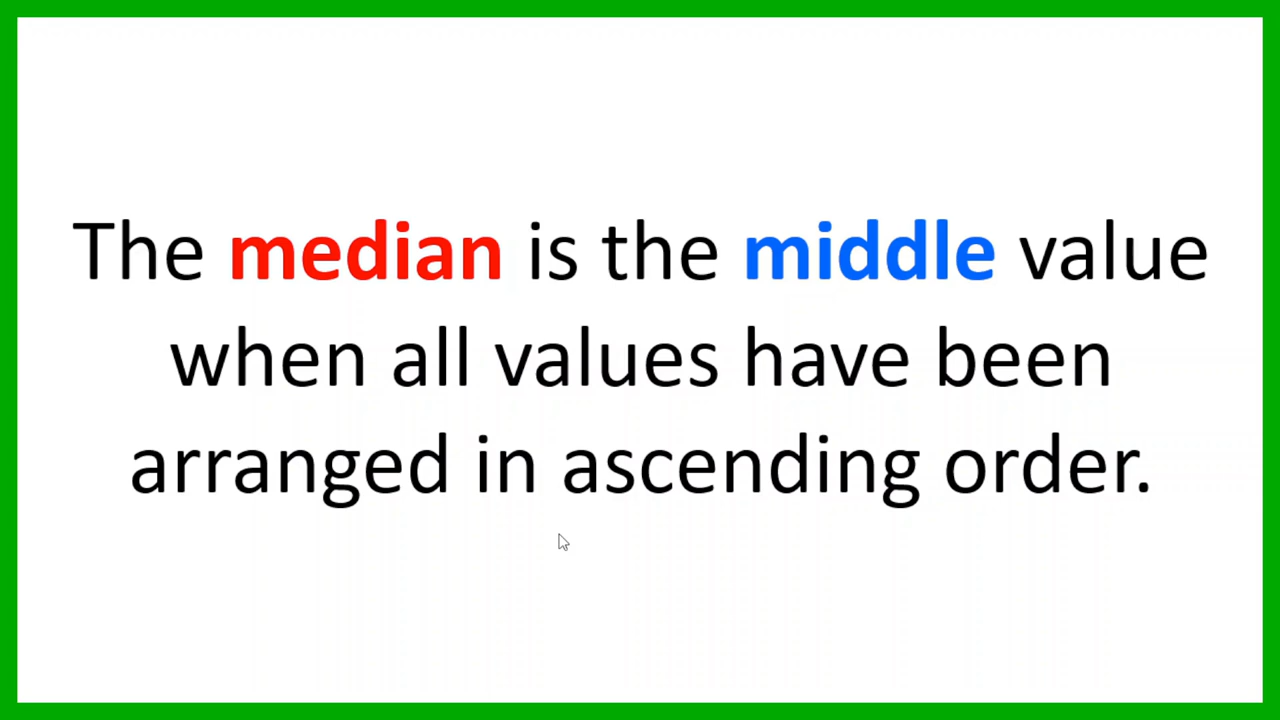 The median is the middle value
when all values have been
arranged in ascending order.